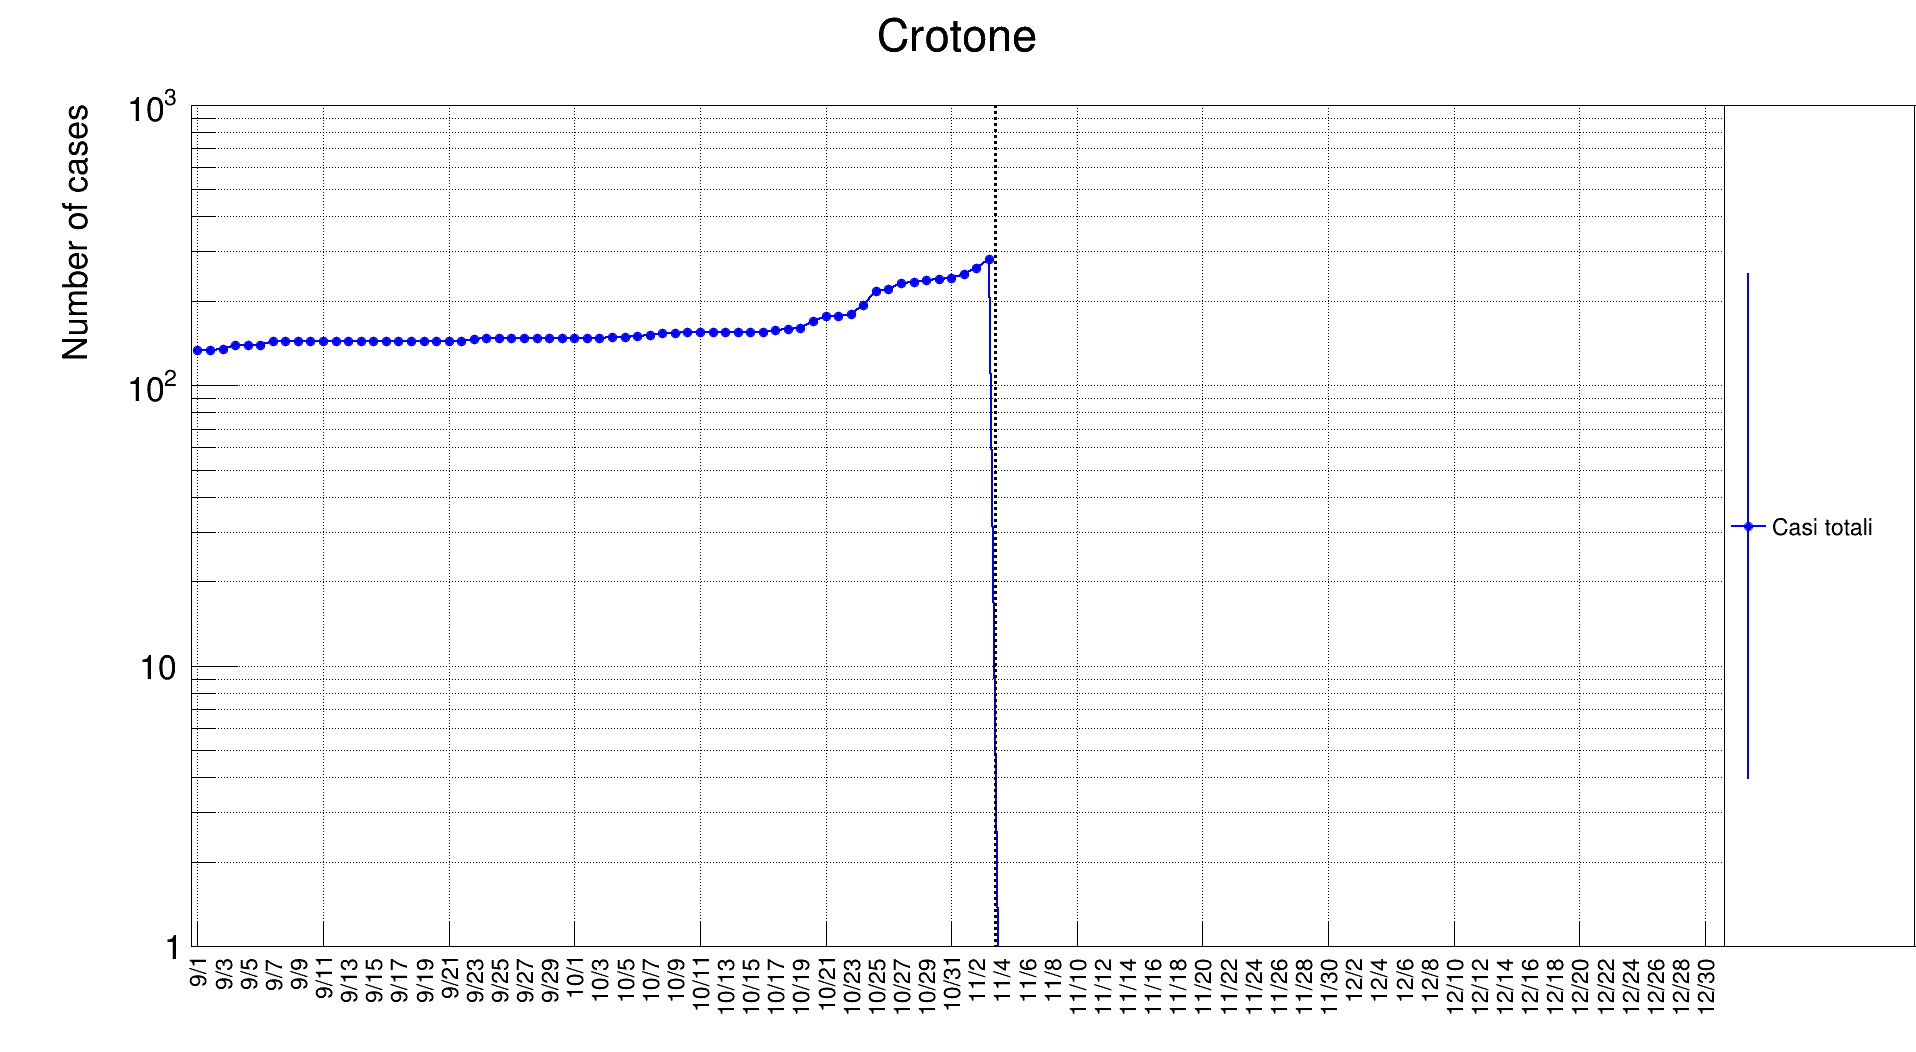 Crotone
Number of cases
10³
10²
10
1
9/1 9/3 9/5 9/7 9/9 9/11 9/13 9/15 9/17 9/19 9/21 9/23 9/25 9/27 9/29 10/1 10/3 10/5 10/7 10/9 10/11 10/13 10/15 10/17 10/19 10/21 10/23 10/25 10/27 10/29 10/31 11/2 11/4 11/6 11/8 11/10 11/12 11/14 11/16 11/18 11/20 11/22 11/24 11/26 11/28 11/30 12/2 12/4 12/6 12/8 12/10 12/12 12/14 12/16 12/18 12/20 12/22 12/24 12/26 12/28 12/30
Casi totali